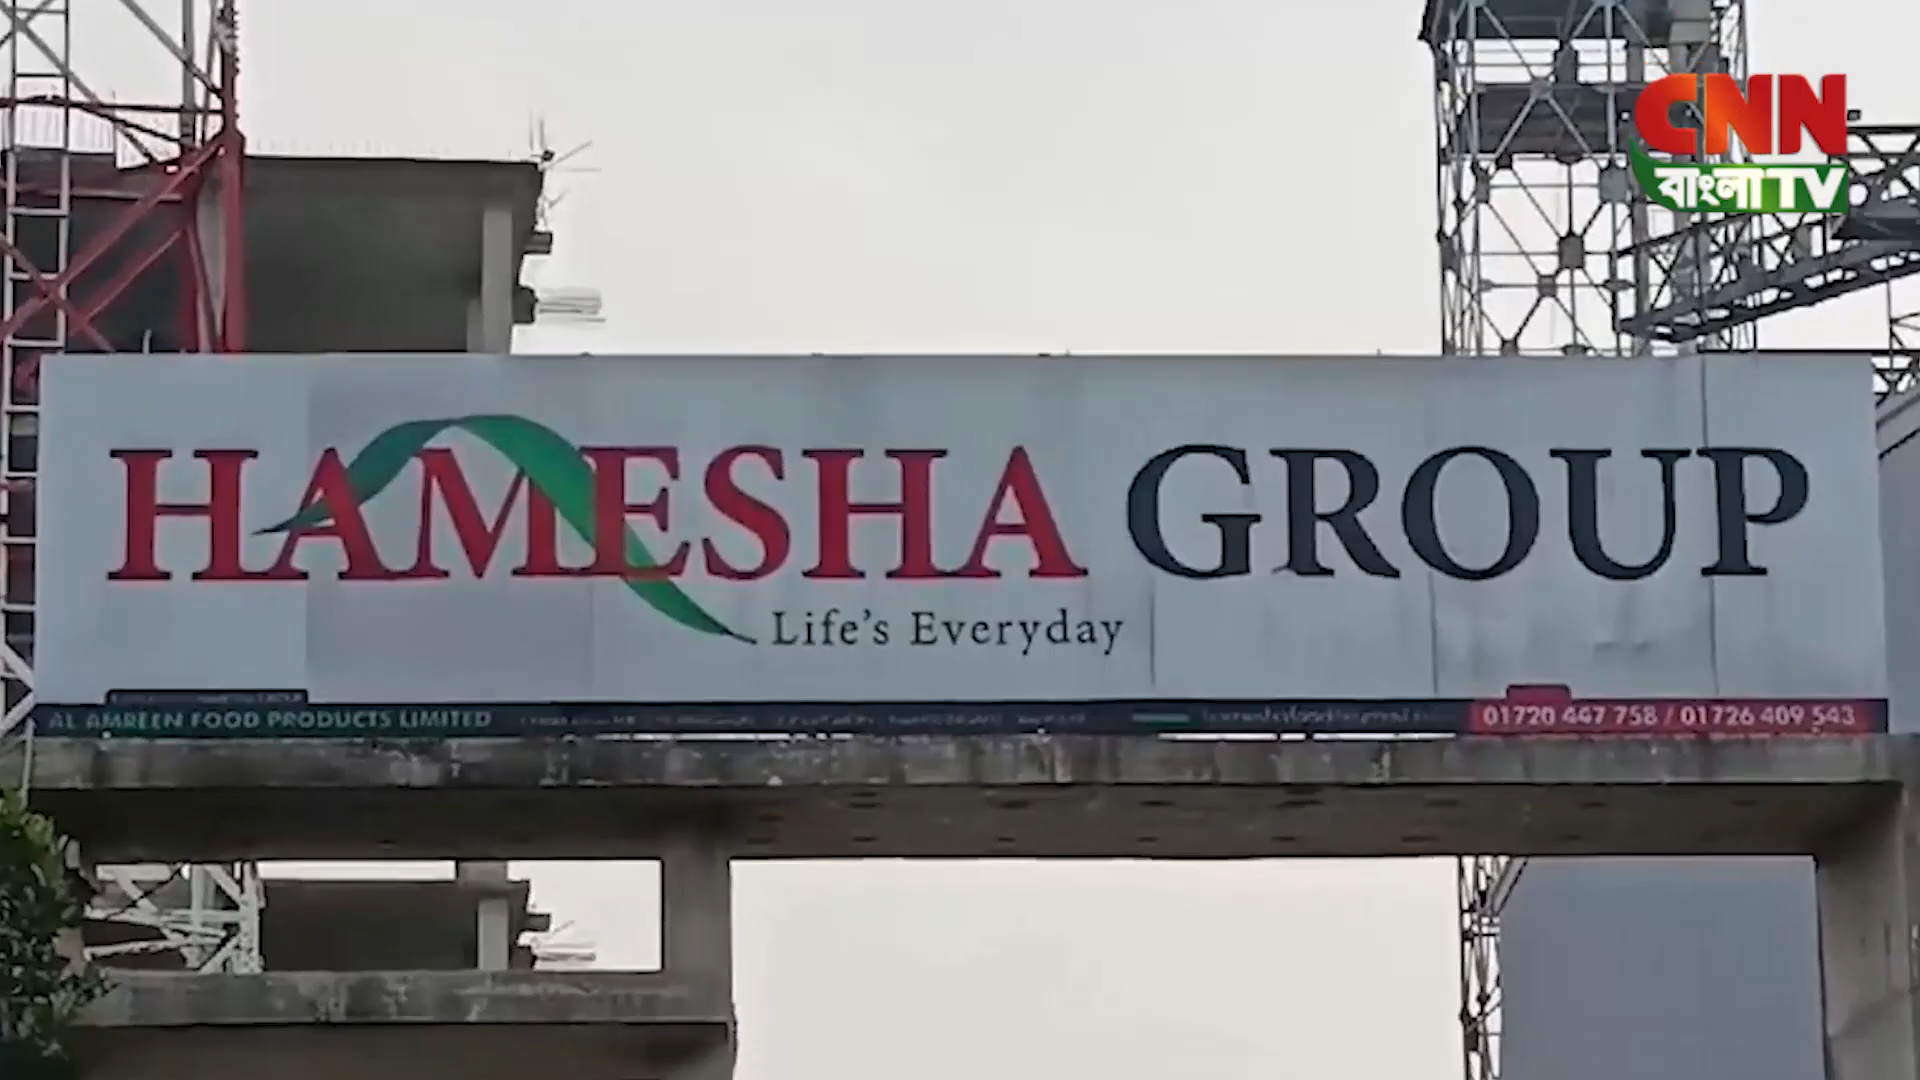 CNN
বাংলা TV
HAMESHA GROUP
Life's Everyday
AL AMREEN FOOD PRODUCTS LIMITED
01720 447 758 / 01726 409 543